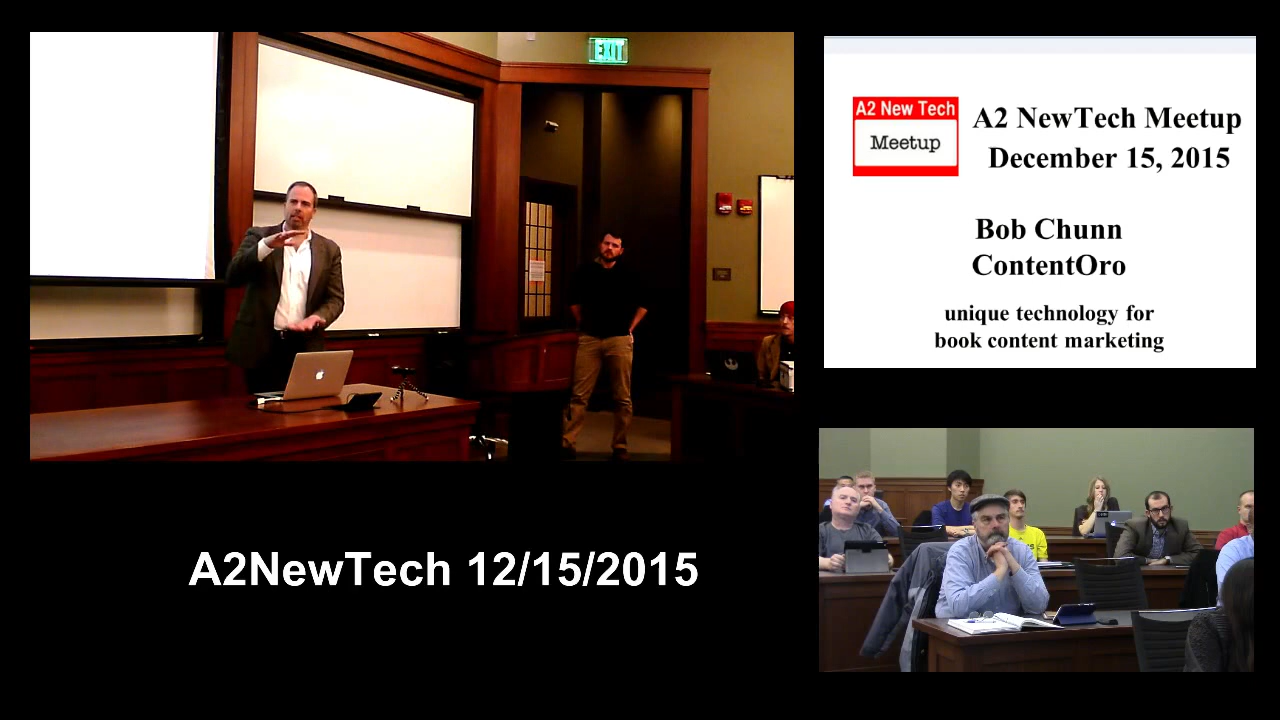 EXIT
A2 New Tech
Meetup
A2 NewTech Meetup
December 15, 2015
Bob Chunn
ContentOro
unique technology for
book content marketing
A2NewTech 12/15/2015